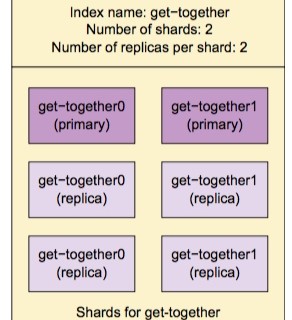 Index name: get-together
Number of shards: 2
Number of replicas per shard: 2
get-together0
(primary)
get-together1
(primary)
get-together0
(replica)
get-together1
(replica)
get-together0
(replica)
get-together1
(replica)
Shards for get-together